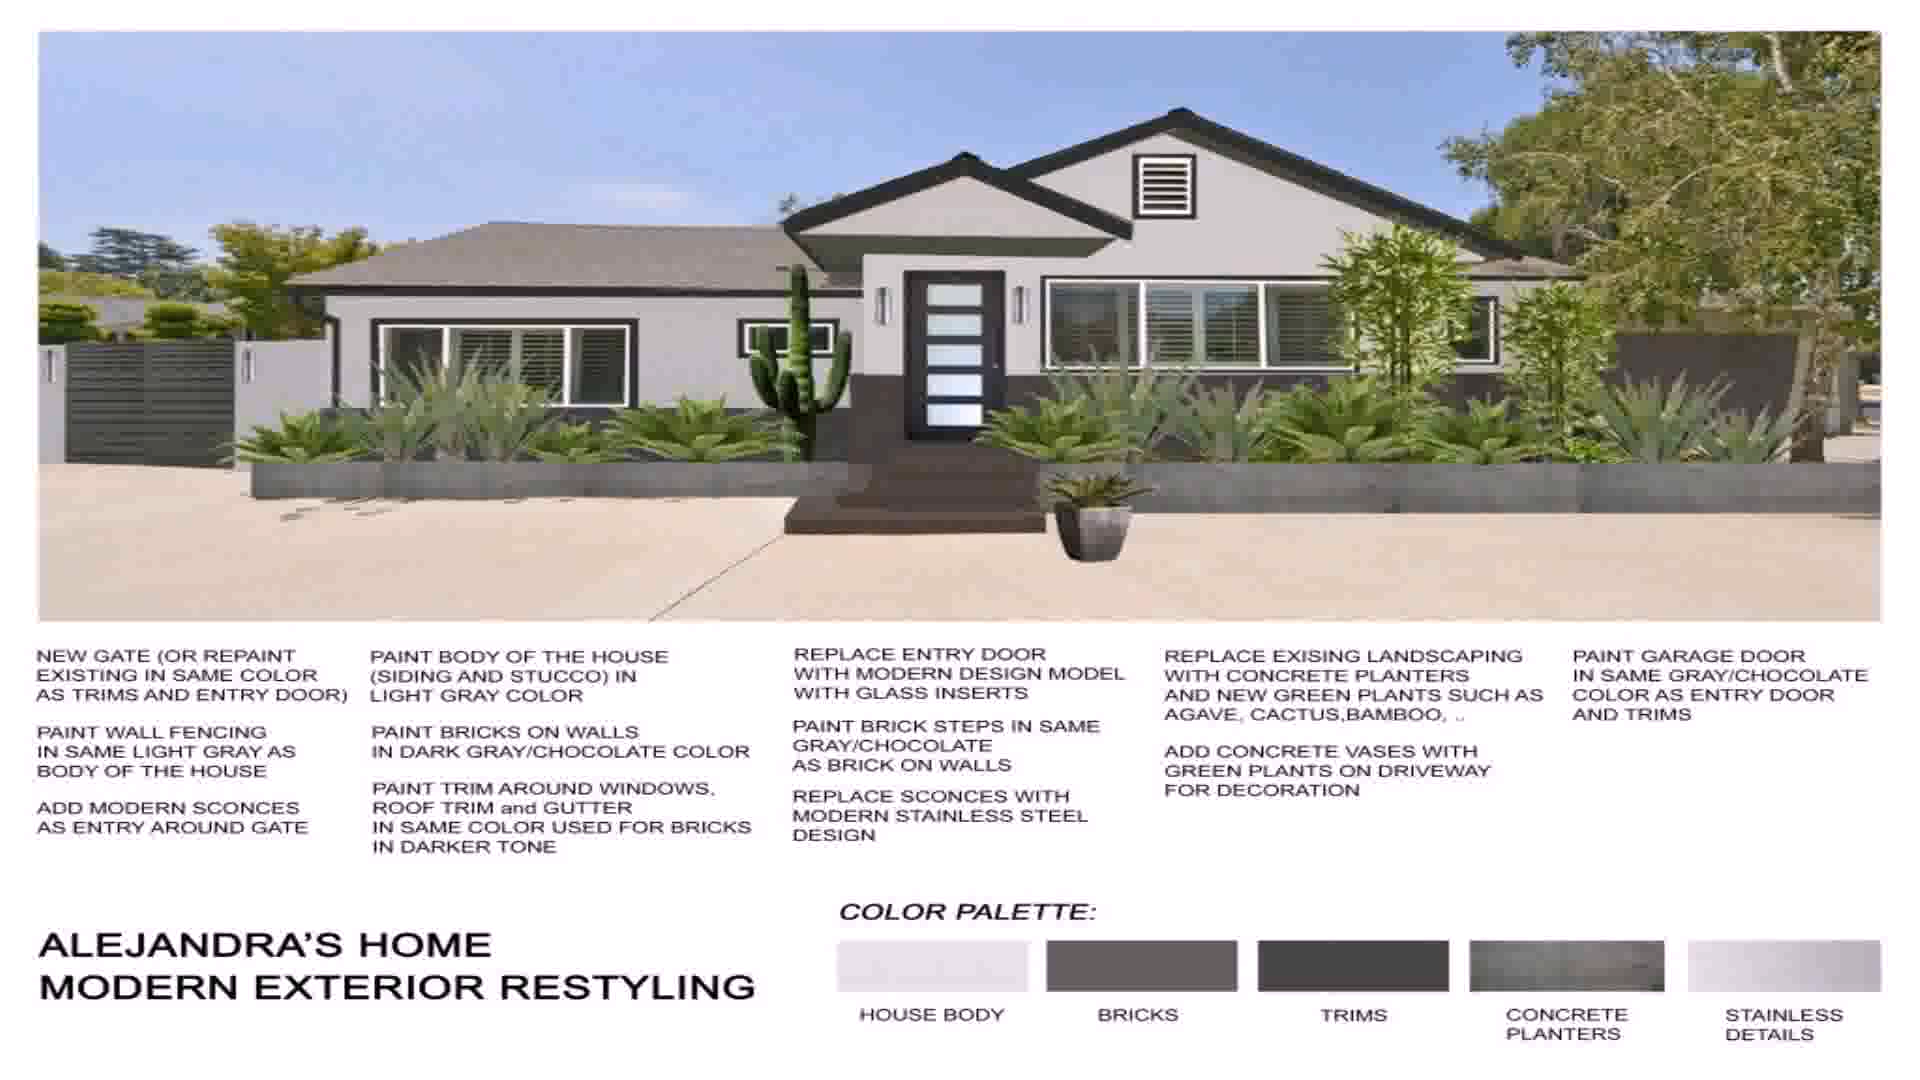 NEW GATE (OR REPAINT
EXISTING IN SAME COLOR
AS TRIMS AND ENTRY DOOR)
PAINT WALL FENCING
IN SAME LIGHT GRAY AS
BODY OF THE HOUSE
ADD MODERN SCONCES
AS ENTRY AROUND GATE
PAINT BODY OF THE HOUSE
(SIDING AND STUCCO) IN
LIGHT GRAY COLOR
PAINT BRICKS ON WALLS
IN DARK GRAY/CHOCOLATE COLOR
PAINT TRIM AROUND WINDOWS,
ROOF TRIM and GUTTER
IN SAME COLOR USED FOR BRICKS
IN DARKER TONE
REPLACE ENTRY DOOR
WITH MODERN DESIGN MODEL
WITH GLASS INSERTS
PAINT BRICK STEPS IN SAME
GRAY/CHOCOLATE
AS BRICK ON WALLS
REPLACE SCONCES WITH
MODERN STAINLESS STEEL
DESIGN
REPLACE EXISING LANDSCAPING
WITH CONCRETE PLANTERS
AND NEW GREEN PLANTS SUCH AS
AGAVE, CACTUS,BAMBOO, ..
ADD CONCRETE VASES WITH
GREEN PLANTS ON DRIVEWAY
FOR DECORATION
PAINT GARAGE DOOR
IN SAME GRAY/CHOCOLATE
COLOR AS ENTRY DOOR
AND TRIMS
ALEJANDRA'S HOME
MODERN EXTERIOR RESTYLING
COLOR PALETTE:
HOUSE BODY
BRICKS
TRIMS
CONCRETE
PLANTERS
STAINLESS
DETAILS